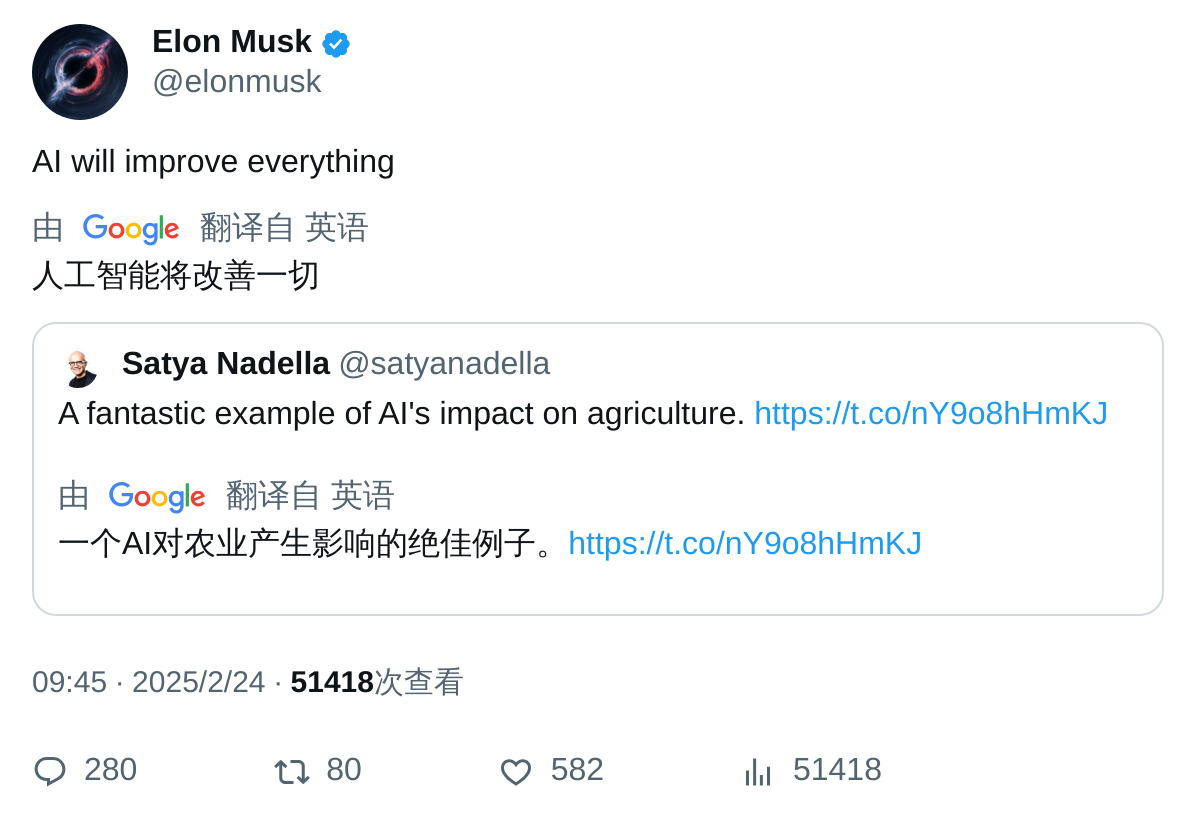 Elon Musk
@elonmusk
AI will improve everything
由 Google 翻译自 英语
人工智能将改善一切
Satya Nadella @satyanadella
A fantastic example of AI's impact on agriculture. https://t.co/nY9o8hHmKJ
由 Google 翻译自 英语
一个AI对农业产生影响的绝佳例子。https://t.co/nY9o8hHmKJ
09:45 · 2025/2/24 · 51418次查看
280 80 582 51418